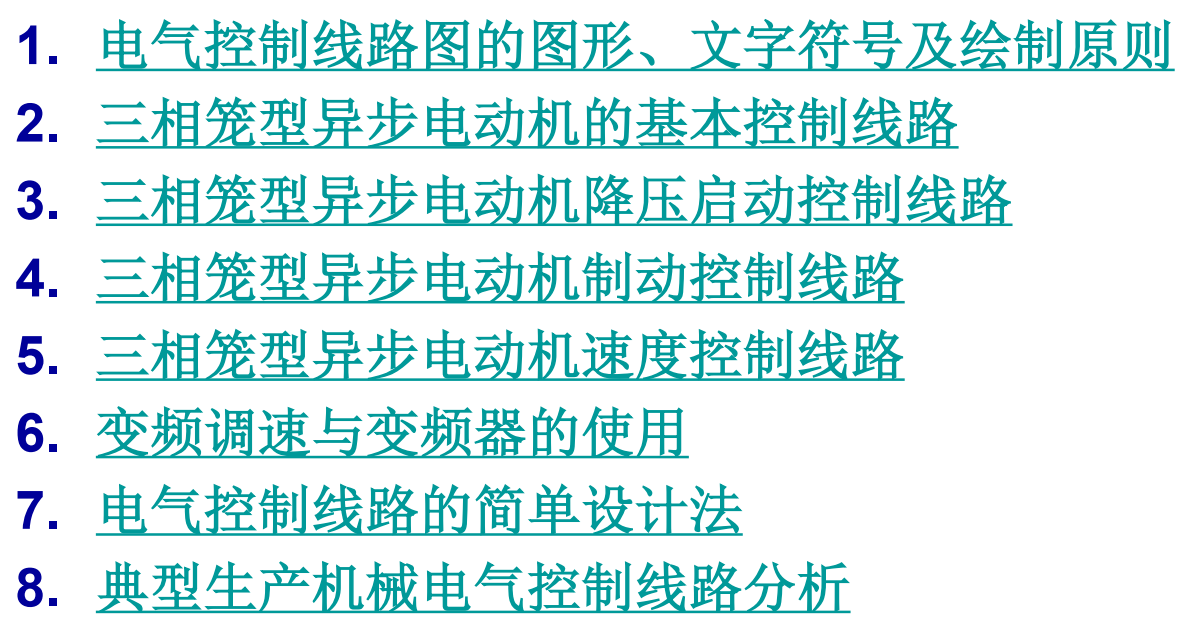 1. 电气控制线路图的图形、文字符号及绘制原则
2. 三相笼型异步电动机的基本控制线路
3. 三相笼型异步电动机降压启动控制线路
4. 三相笼型异步电动机制动控制线路
5. 三相笼型异步电动机速度控制线路
6. 变频调速与变频器的使用
7. 电气控制线路的简单设计法
8. 典型生产机械电气控制线路分析